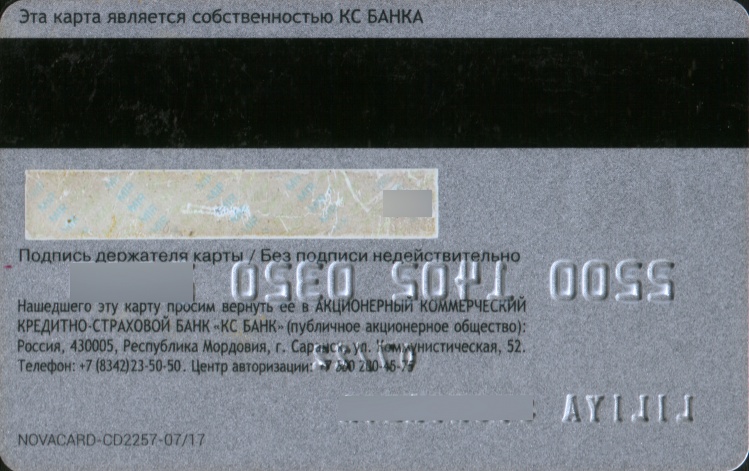 Эта карта является собственностью КС БАНКА
Подпись держателя карты / Без подписи недействительно
Нашедшего эту карту просим вернуть ее в АКЦИОНЕРНЫЙ КОММЕРЧЕСКИЙ
КРЕДИТНО-СТРАХОВОЙ БАНК «КС БАНК» (публичное акционерное общество):
Россия, 430005, Республика Мордовия, г. Саранск, ул. Коммунистическая, 52.
Телефон: +7 (8342)23-50-50. Центр авторизации:
LILIYA
NOVACARD-CD2257-07/17